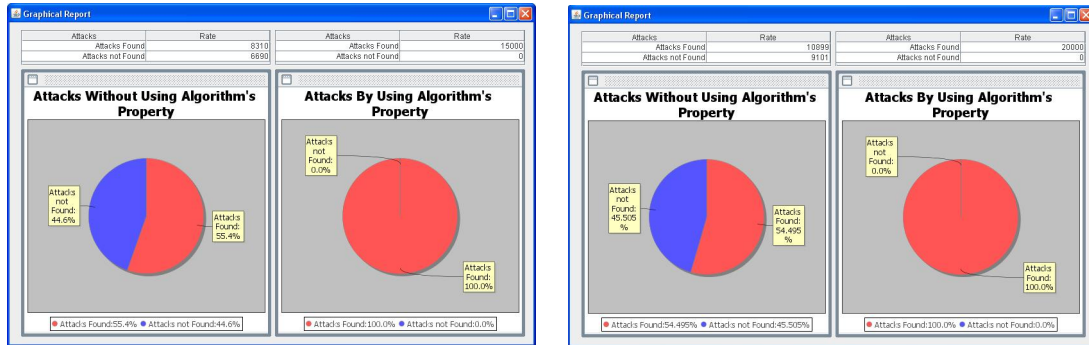 Graphical Report
Attacks Rate
Attacks Found 8310
Attacks not Found 6690
Attacks Rate
Attacks Found 15000
Attacks not Found 0
Attacks Without Using Algorithm's
Property
Attacks
not
Found:
44.6%
Attacks
Found:
55.4%
Attacks Found:55.4% Attacks not Found:44.6%
Attacks By Using Algorithm's
Property
Attacks
not
Found:
0.0%
Attacks
Found:
100.0%
Attacks Found:100.0% Attacks not Found:0.0%
Graphical Report
Attacks Rate
Attacks Found 10899
Attacks not Found 9101
Attacks Rate
Attacks Found 20000
Attacks not Found 0
Attacks Without Using Algorithm's
Property
Attacks
not
Found:
45.505
%
Attacks
Found:
54.495
%
Attacks Found:54.495% Attacks not Found:45.505%
Attacks By Using Algorithm's
Property
Attacks
not
Found:
0.0%
Attacks
Found:
100.0%
Attacks Found:100.0% Attacks not Found:0.0%